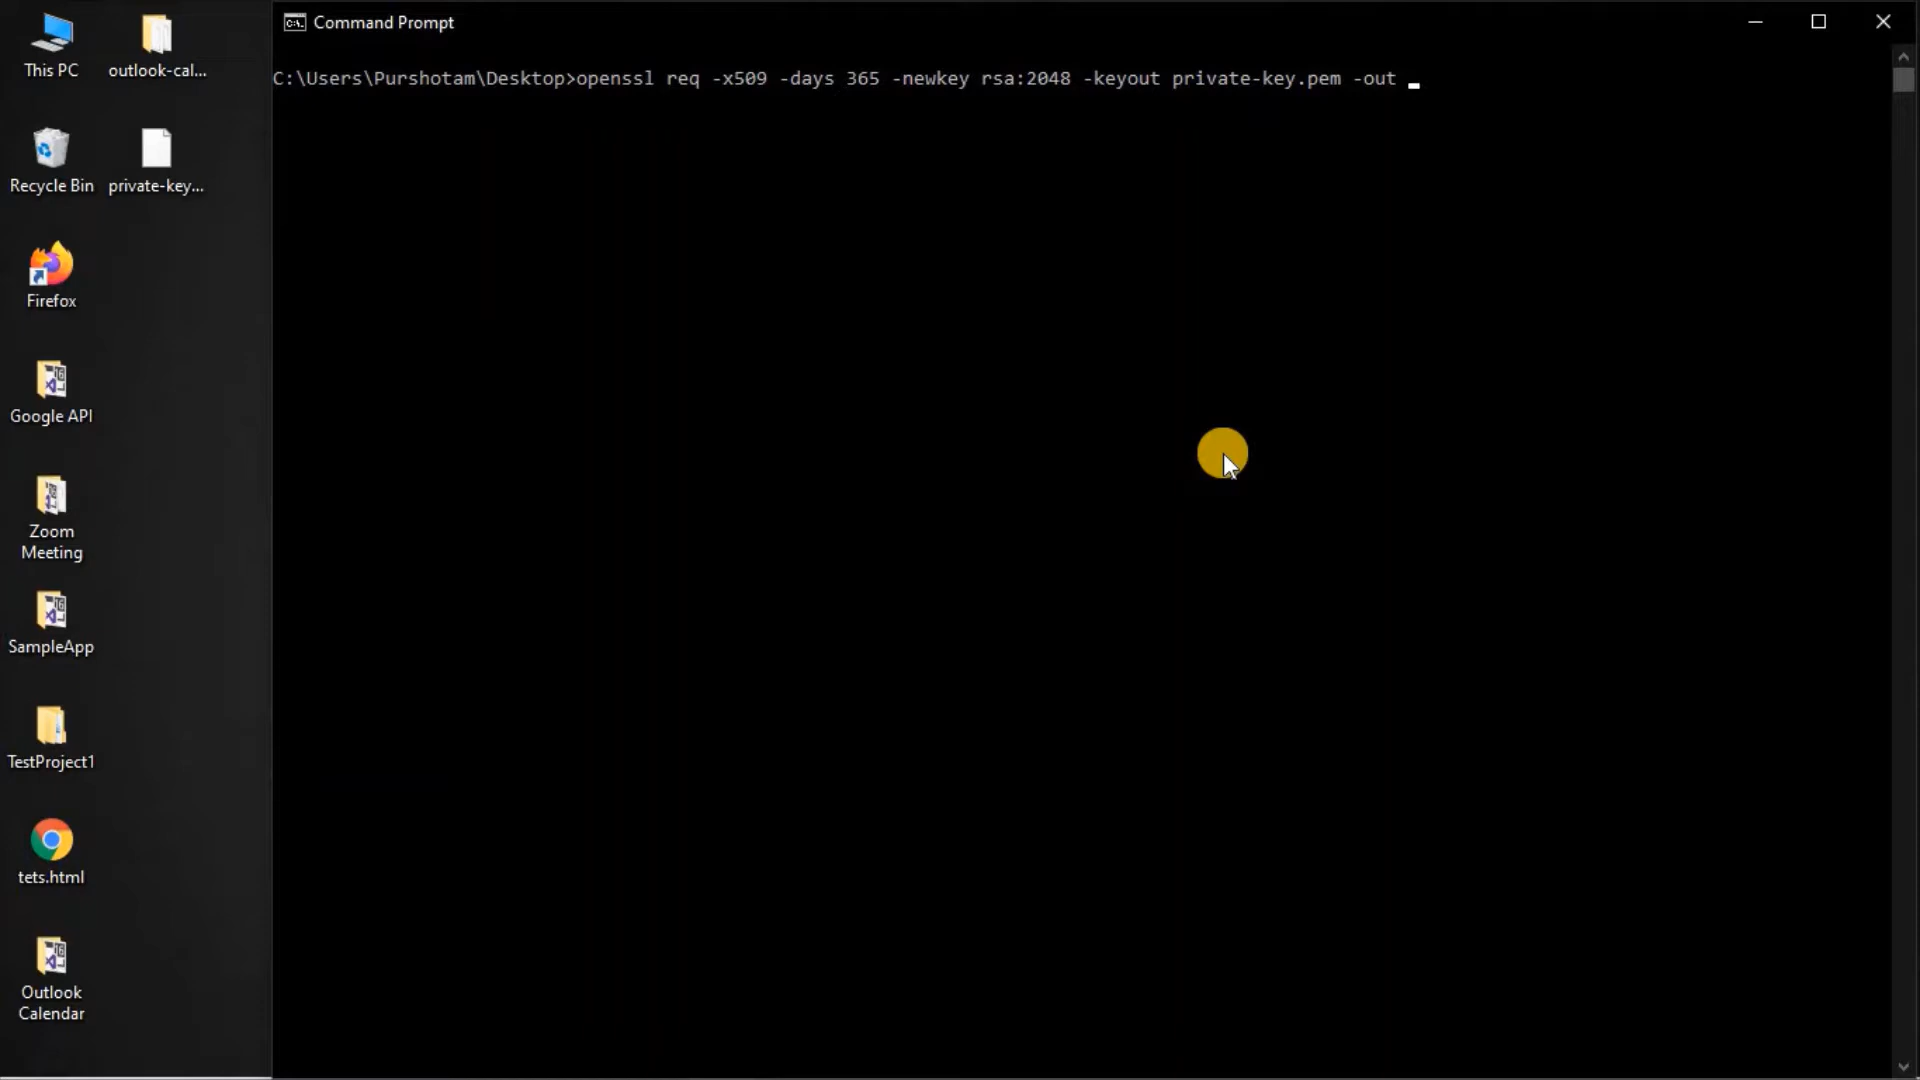 Command Prompt
C:\Users\Purshotam\Desktop>openssl req -x509 -days 365 -newkey rsa:2048 -keyout private-key.pem -out
This PC
outlook-cal...
Recycle Bin
private-key...
Firefox
Google API
Zoom
Meeting
SampleApp
TestProject1
tets.html
Outlook
Calendar